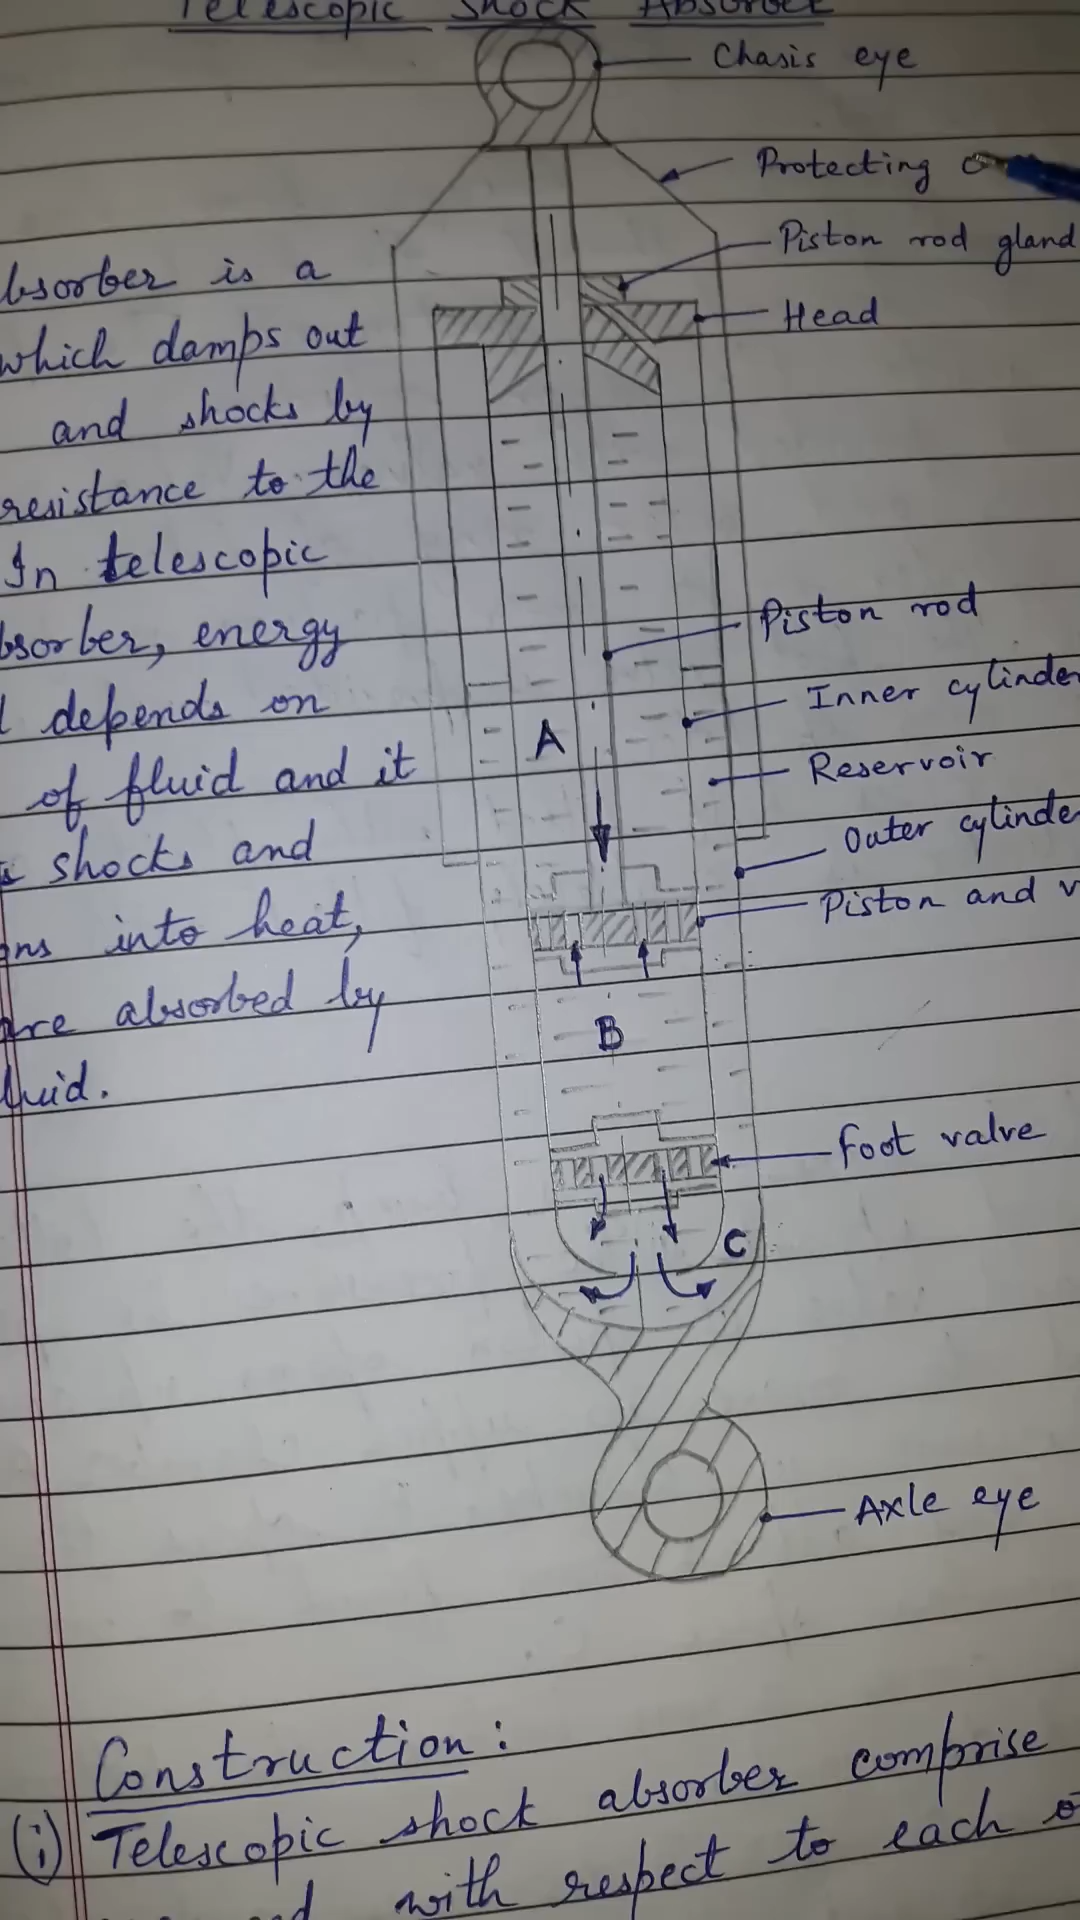 Telescopic Shock Absorber
Chasis eye
Protecting
Piston rod gland
Head
bsorber is a
which damps out
and shocks by
resistance to the
In telescopic
bsorber, energy
l depends on
of fluid and it
s shocks and
ons into heat,
are absorbed by
fluid.
Piston rod
Inner cylinder
Reservoir
Outer cylinder
Piston and v
A
B
Foot valve
C
Axle eye
Construction:
(i) Telescopic shock absorber comprise
with respect to each o